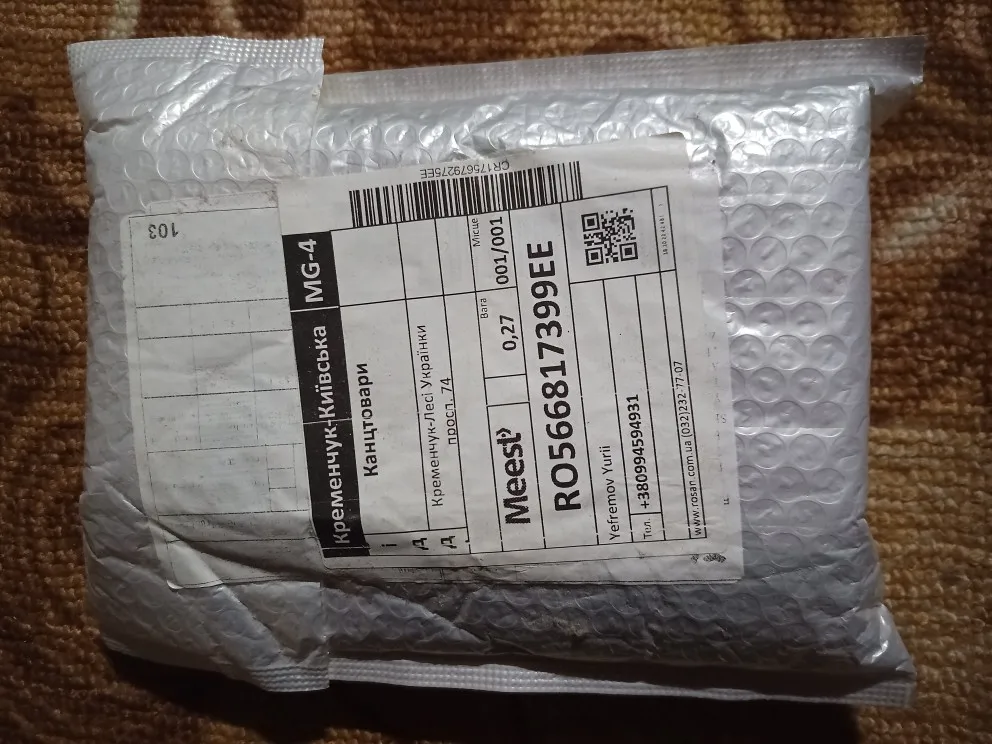 103
CR175679275EE
Кременчук-Київська MG-4
Канцтовари
і
Д Кременчук-Лесі Українки
Д просп. 74
Вага Місце
Meest 0,27 001/001
RO566817399EE
Yefremov Yurii
Тел. +380994594931
www.rosan.com.ua (032)232-77-07